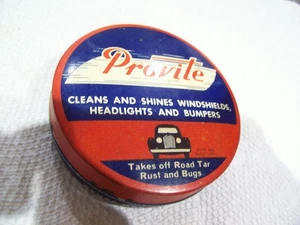 Provite
CLEANS AND SHINES WINDSHIELDS,
HEADLIGHTS AND BUMPERS
Takes off Road Tar
Rust and Bugs